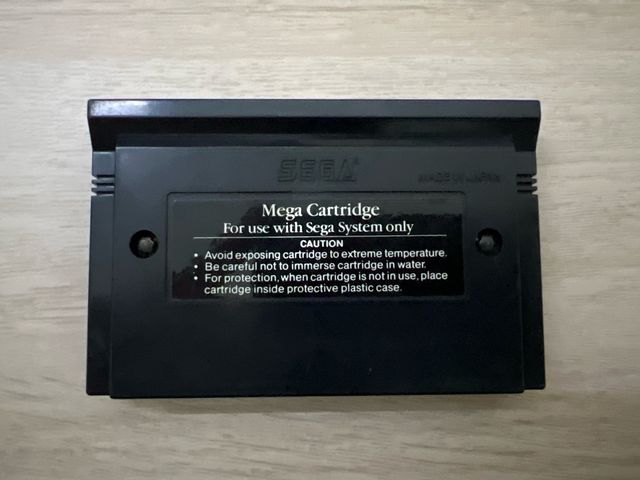 SEGA®
MADE IN JAPAN
Mega Cartridge
For use with Sega System only
CAUTION
• Avoid exposing cartridge to extreme temperature.
• Be careful not to immerse cartridge in water.
• For protection, when cartridge is not in use, place
cartridge inside protective plastic case.